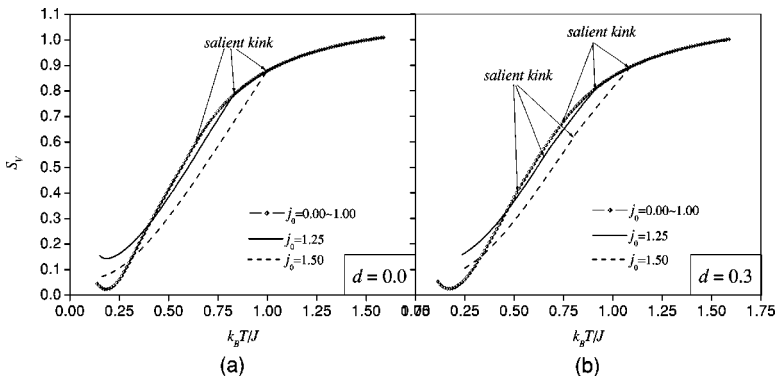 1.1
1.0
0.9
0.8
0.7
0.6
0.5
0.4
0.3
0.2
0.1
0.0
S_V
salient kink
j_0=0.00~1.00
j_0=1.25
j_0=1.50
d = 0.0
0.00 0.25 0.50 0.75 1.00 1.25 1.50
k_BT/J
(a)
salient kink
salient kink
j_0=0.00~1.00
j_0=1.25
j_0=1.50
d = 0.3
0.25 0.50 0.75 1.00 1.25 1.50 1.75
k_BT/J
(b)